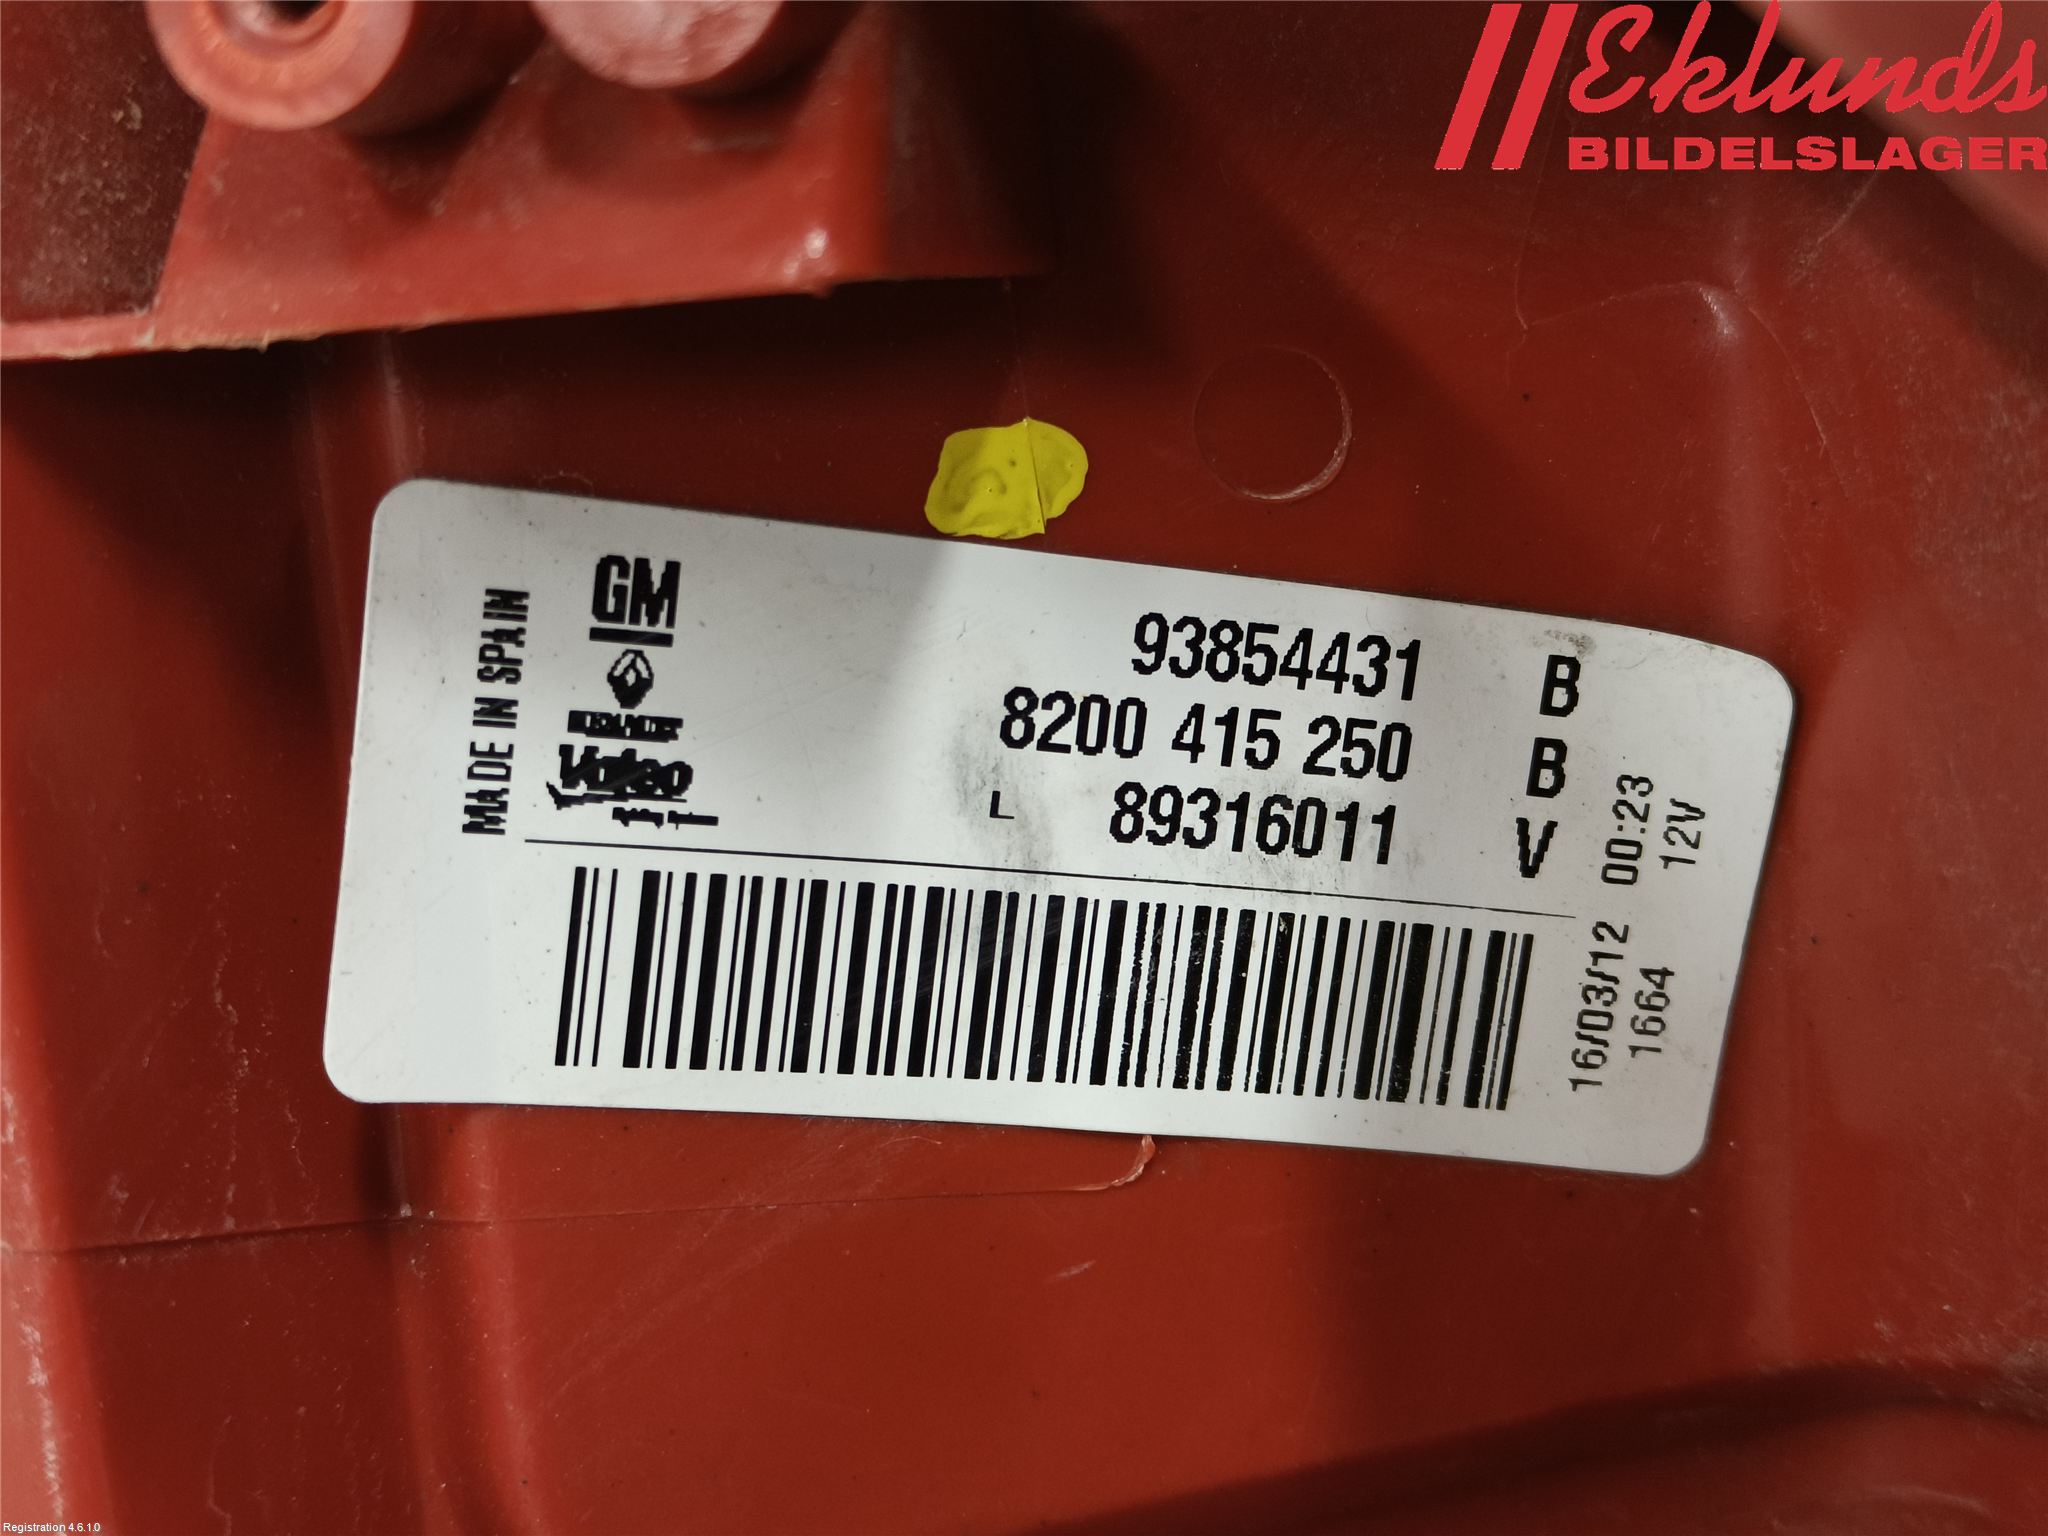 Eklunds
BILDELSLAGER
MADE IN SPAIN
GM
Valeo
93854431 B
8200 415 250 B
L 89316011 V
16/03/12 00:23
1664 12V
Registration 4.6.1.0